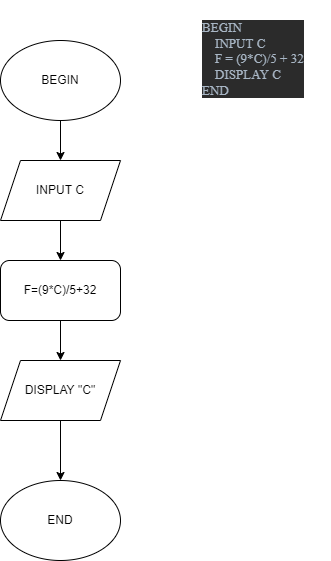 BEGIN
INPUT C
F=(9*C)/5+32
DISPLAY "C"
END
BEGIN
INPUT C
F = (9*C)/5 + 32
DISPLAY C
END